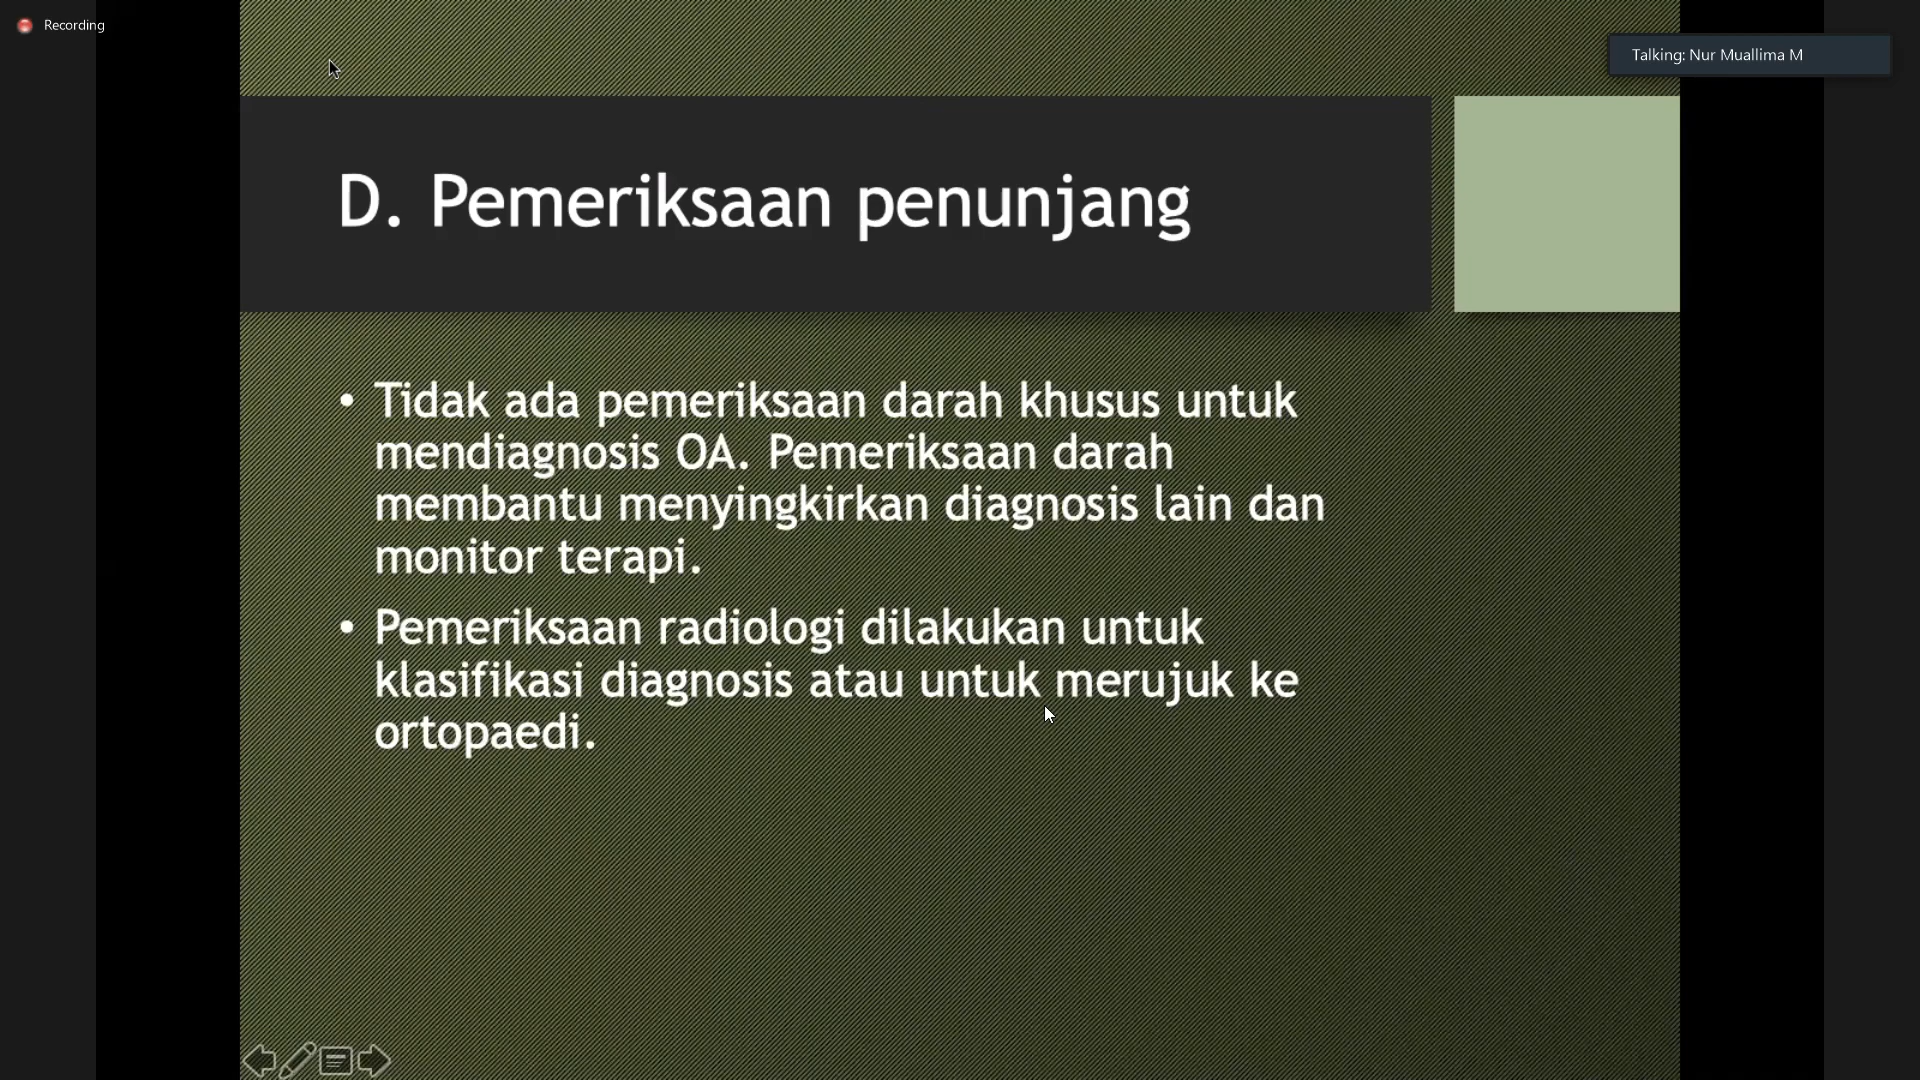 Recording
Talking: Nur Muallima M
D. Pemeriksaan penunjang
• Tidak ada pemeriksaan darah khusus untuk
mendiagnosis OA. Pemeriksaan darah
membantu menyingkirkan diagnosis lain dan
monitor terapi.
• Pemeriksaan radiologi dilakukan untuk
klasifikasi diagnosis atau untuk merujuk ke
ortopaedi.